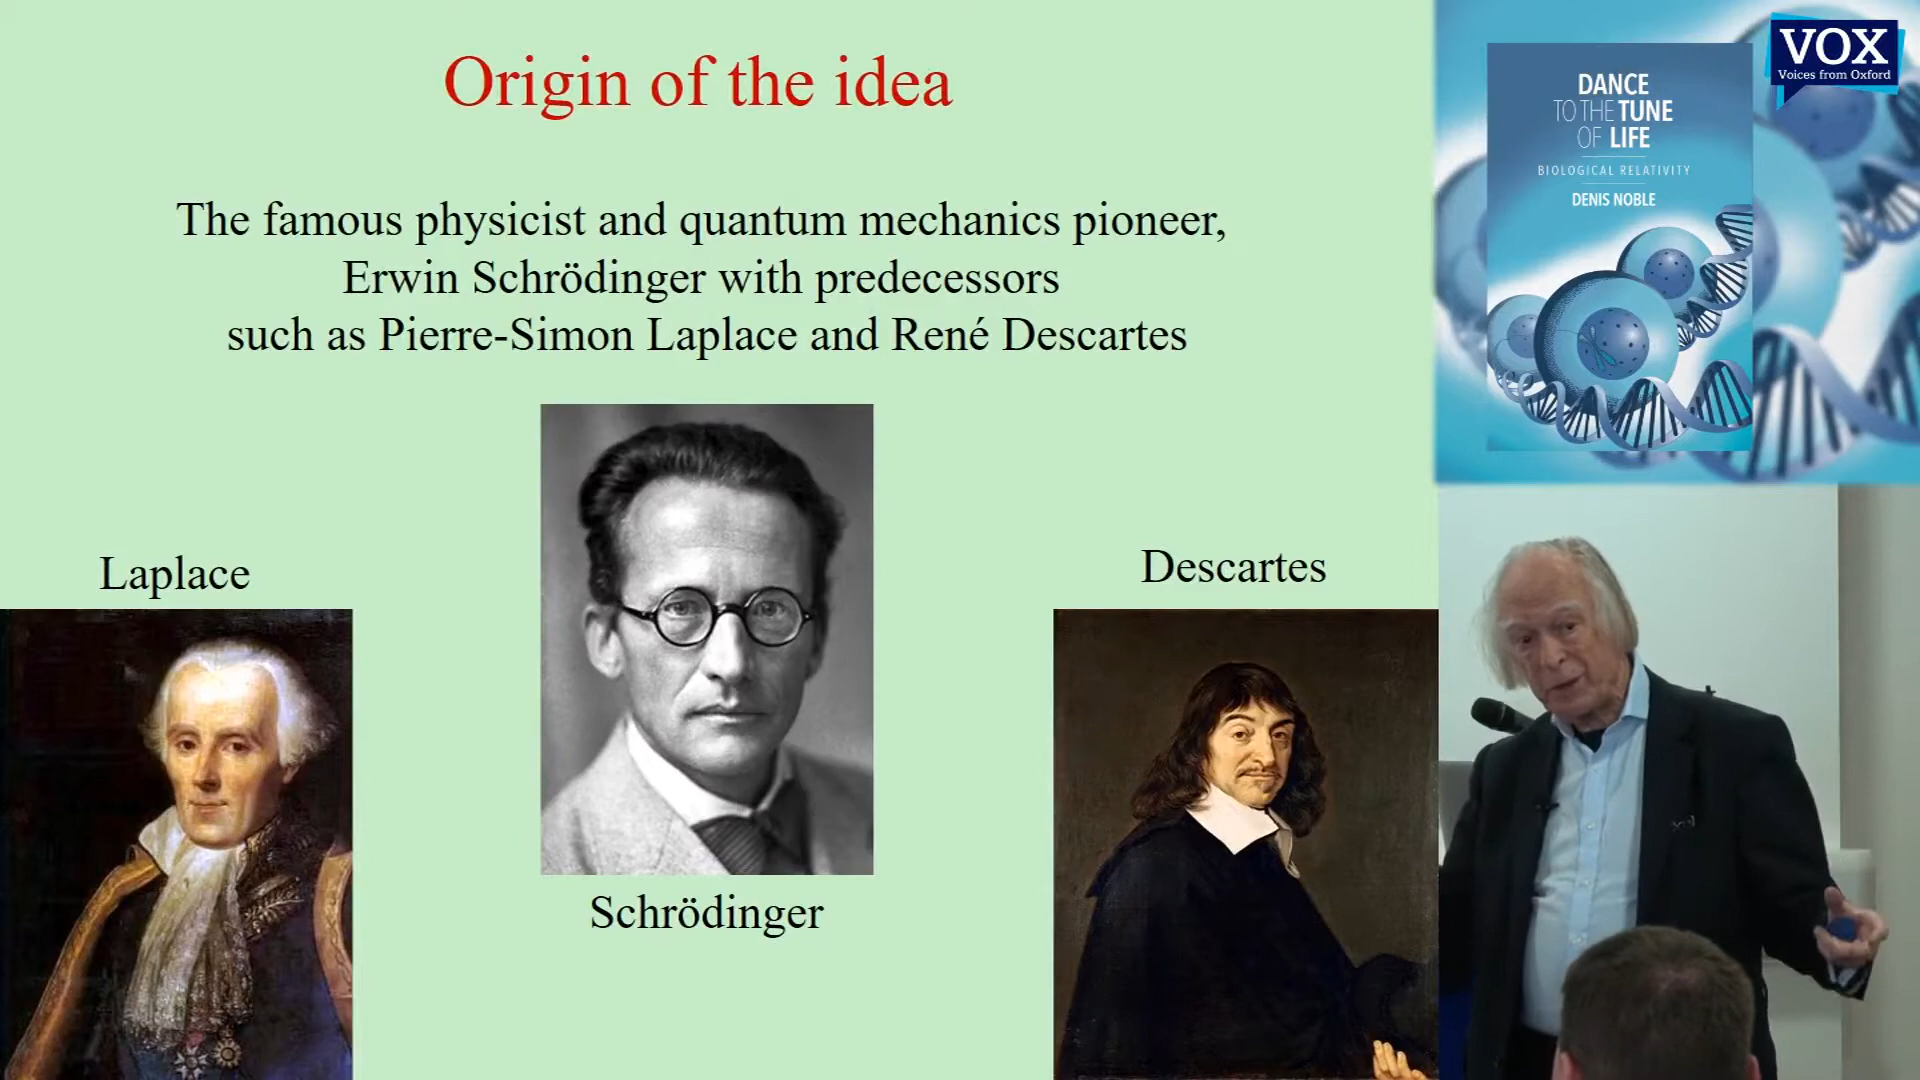 Origin of the idea
The famous physicist and quantum mechanics pioneer,
Erwin Schrödinger with predecessors
such as Pierre-Simon Laplace and René Descartes
Laplace
Schrödinger
Descartes
VOX
Voices from Oxford
DANCE
TO THE TUNE
OF LIFE
BIOLOGICAL RELATIVITY
DENIS NOBLE